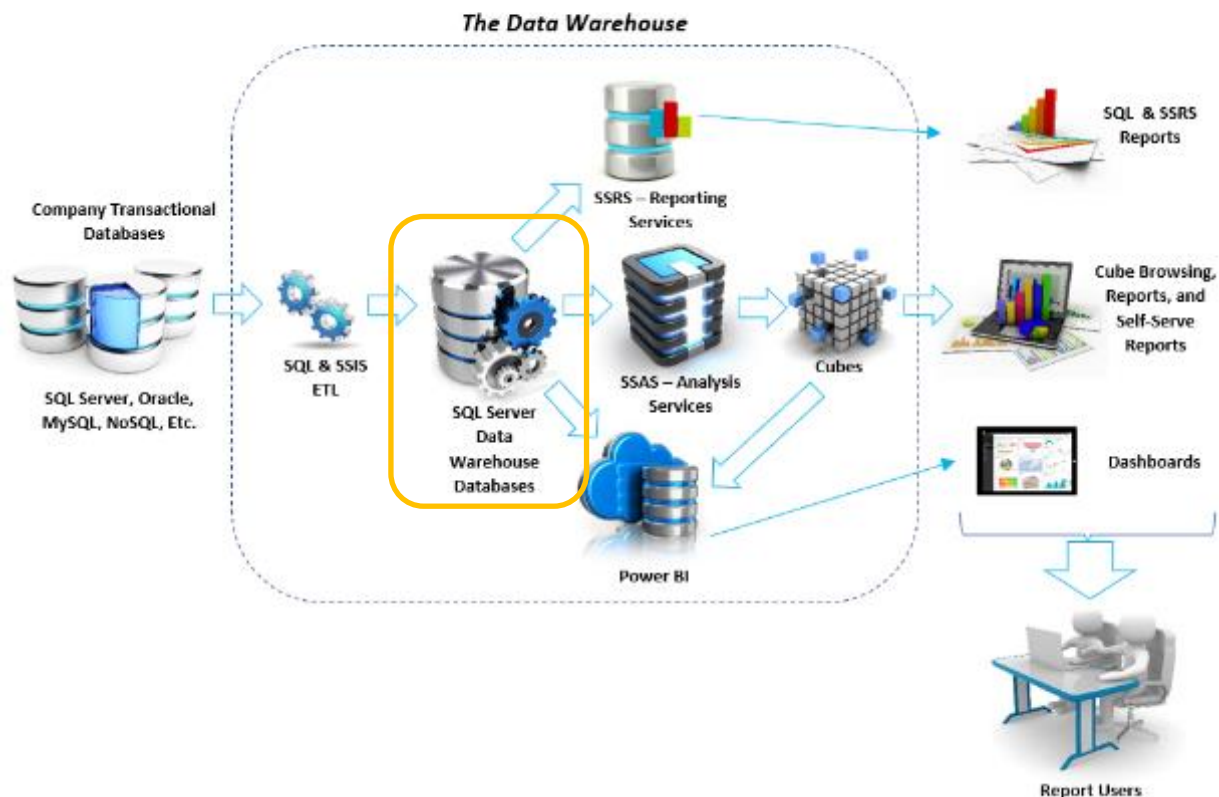 The Data Warehouse
SQL & SSRS
Reports
SSRS – Reporting
Services
Company Transactional
Databases
Cube Browsing,
Reports, and
Self-Serve
Reports
SQL & SSIS
ETL
Cubes
SSAS – Analysis
Services
SQL Server, Oracle,
MySQL, NoSQL, Etc.
SQL Server
Data
Warehouse
Databases
Dashboards
Power BI
Report Users